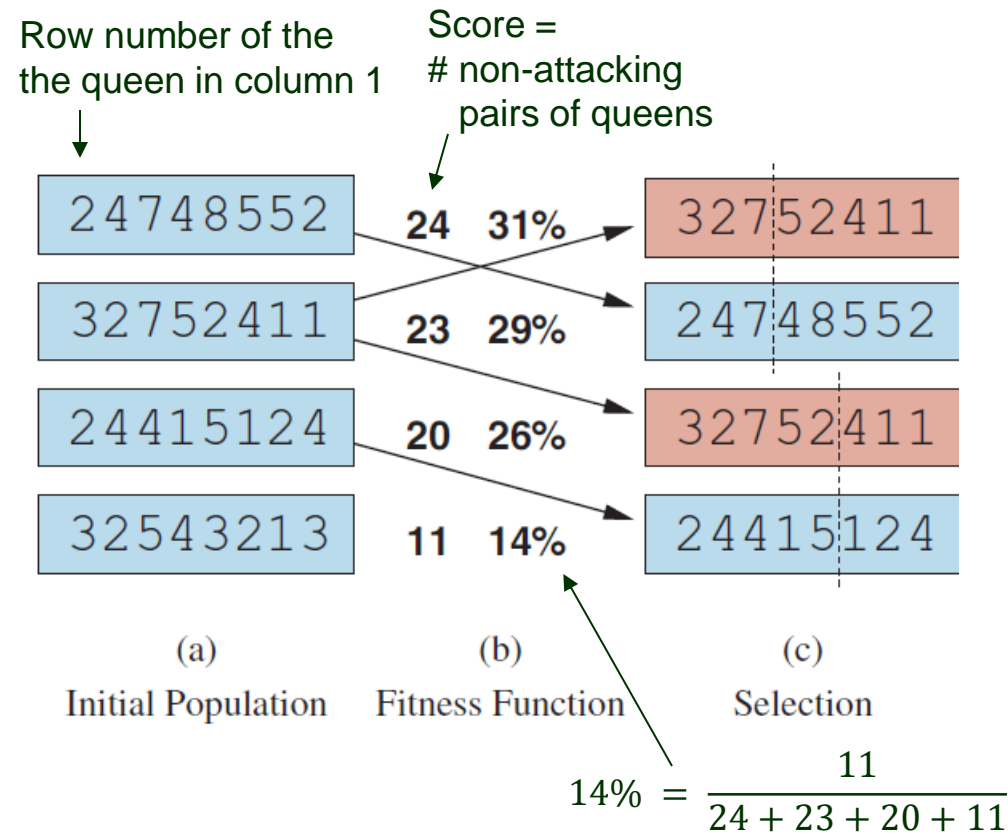 Row number of the
the queen in column 1
Score =
# non-attacking
pairs of queens
24748552 24 31% 32752411
32752411 23 29% 24748552
24415124 20 26% 32752411
32543213 11 14% 24415124
(a) (b) (c)
Initial Population Fitness Function Selection
14% = 11 / 24 + 23 + 20 + 11